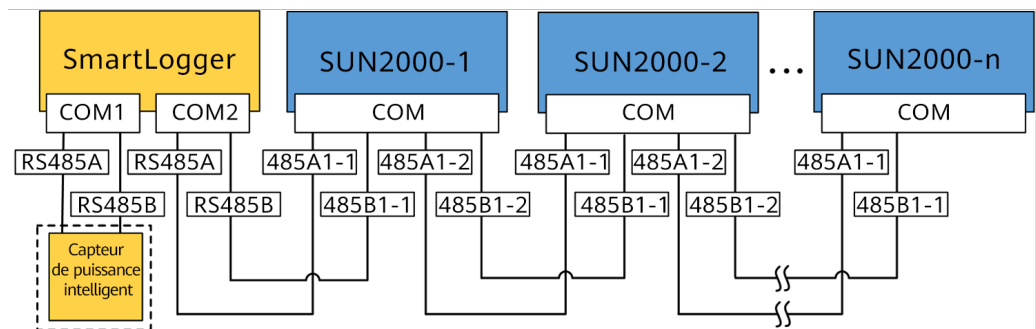 SmartLogger
SUN2000-1
SUN2000-2
...
SUN2000-n
COM1
COM2
COM
COM
COM
RS485A
RS485A
485A1-1
485A1-2
485A1-1
485A1-2
485A1-1
RS485B
RS485B
485B1-1
485B1-2
485B1-1
485B1-2
485B1-1
Capteur
de puissance
intelligent